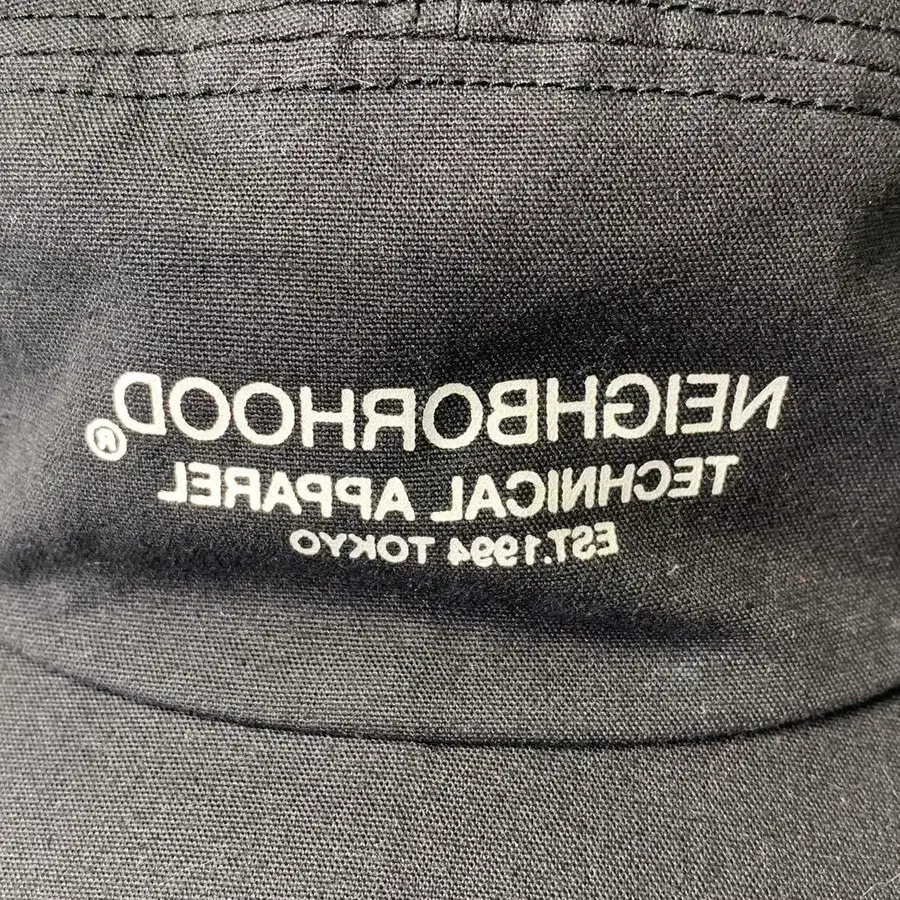 NEIGHBORHOOD®
TECHNICAL APPAREL
EST.1994 TOKYO